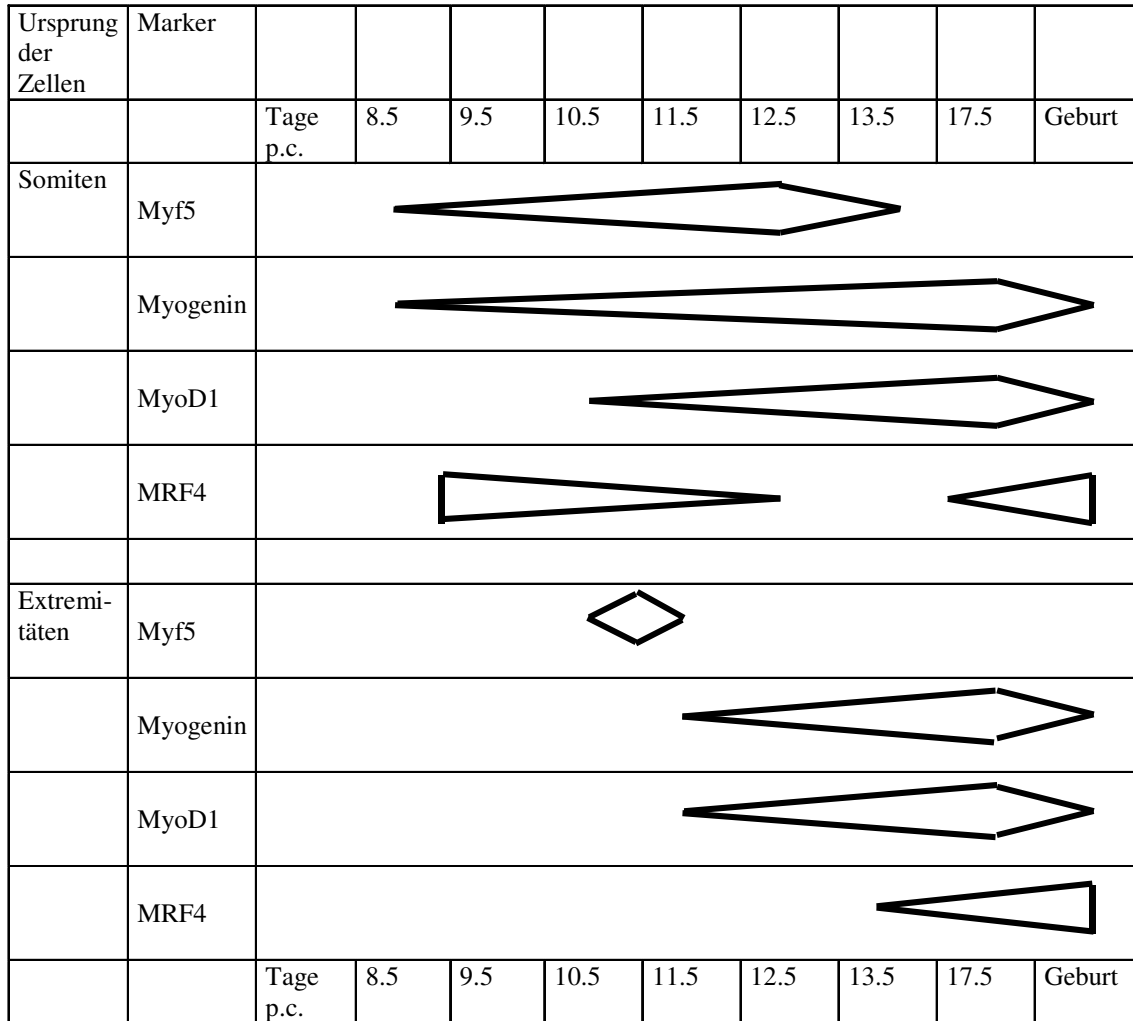 Ursprung der Zellen Marker
Tage p.c. 8.5 9.5 10.5 11.5 12.5 13.5 17.5 Geburt
Somiten Myf5
Myogenin
MyoD1
MRF4
Extremi-
täten Myf5
Myogenin
MyoD1
MRF4
Tage p.c. 8.5 9.5 10.5 11.5 12.5 13.5 17.5 Geburt